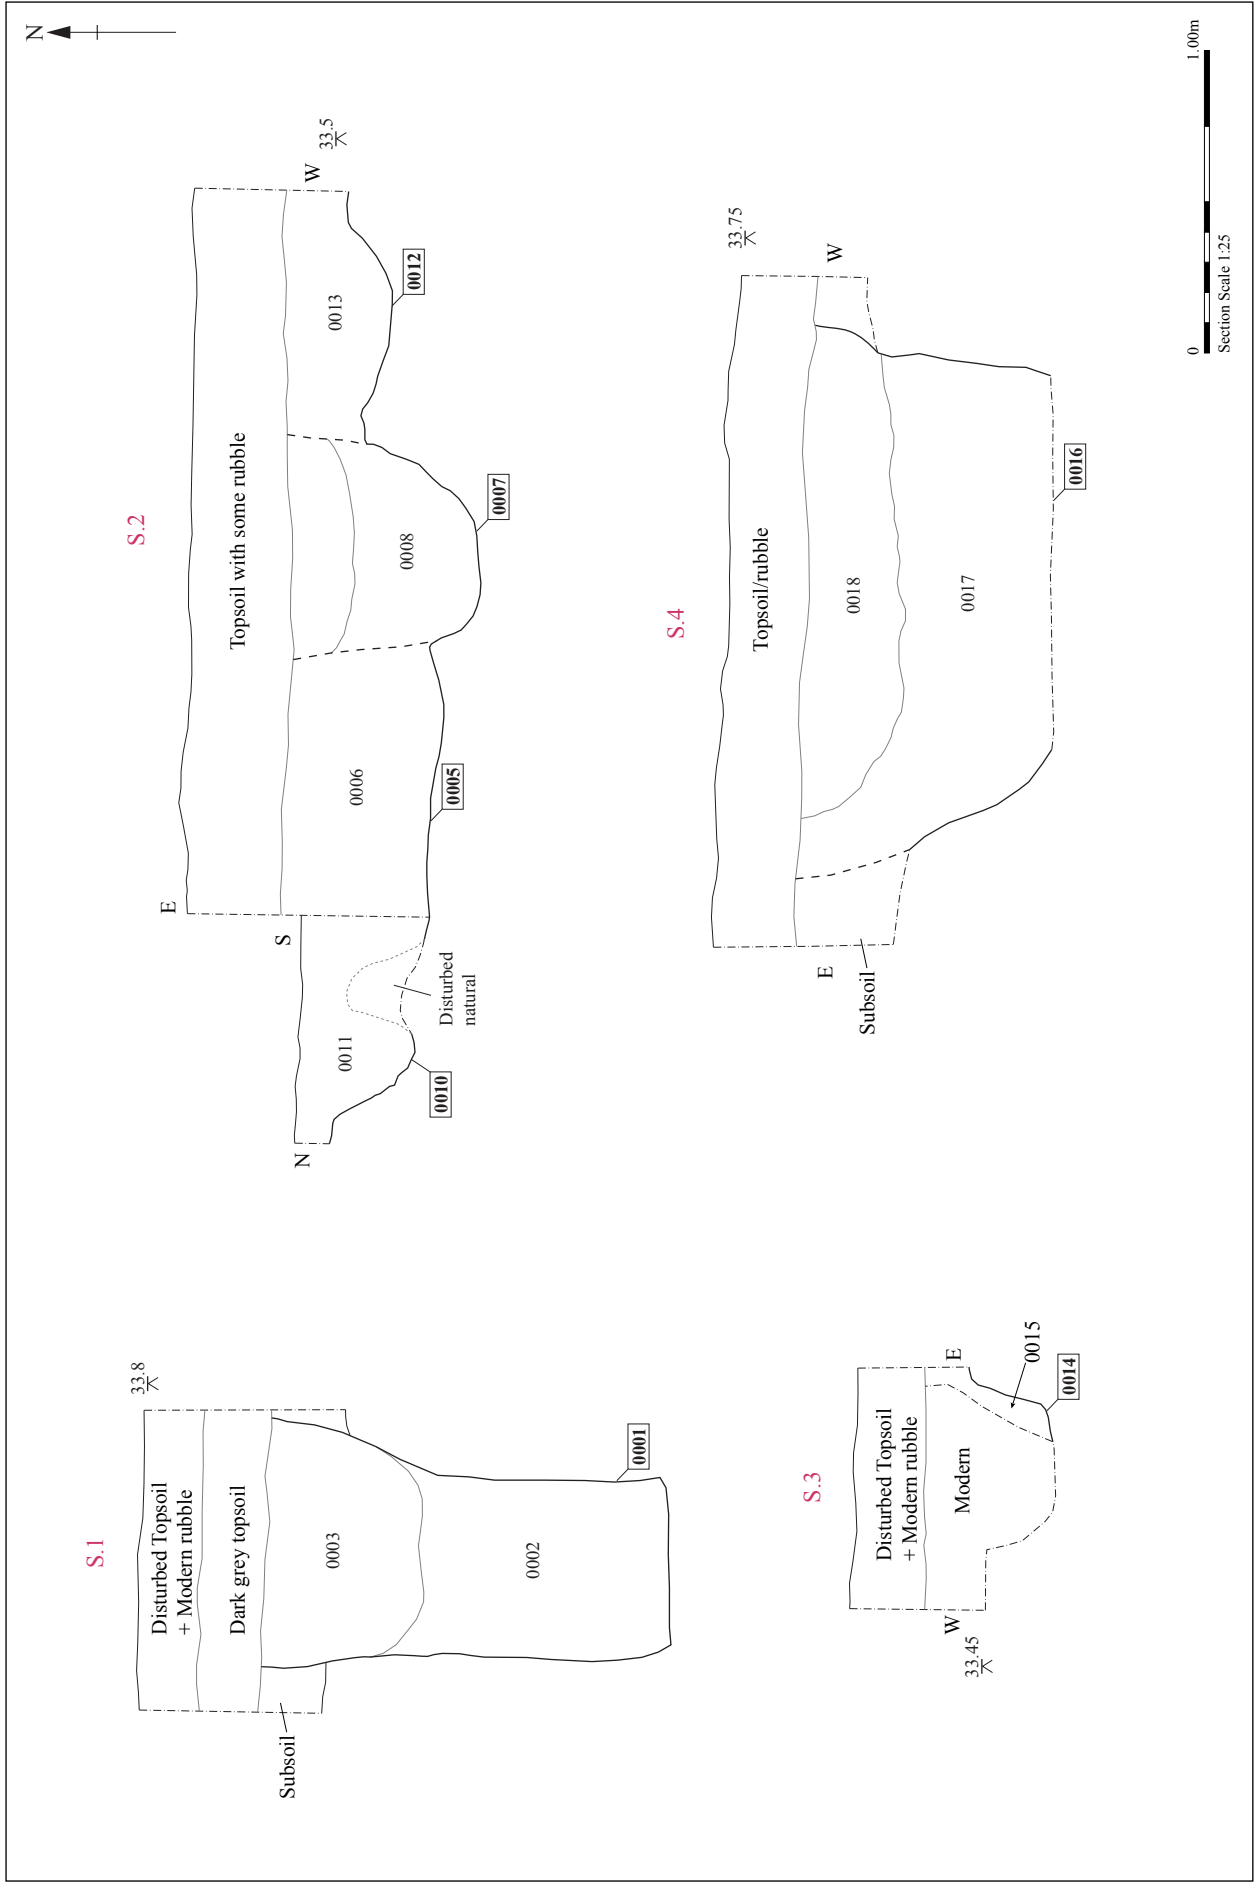 N
S.1
33.8
Disturbed Topsoil
+ Modern rubble
Dark grey topsoil
0003
0002
Subsoil
0001
S.2
E
W
33.5
Topsoil with some rubble
S
N
0011
0006
0008
0013
Disturbed
natural
0010
0005
0007
0012
S.3
Disturbed Topsoil
+ Modern rubble
W
E
33.45
Modern
0015
0014
S.4
33.75
Topsoil/rubble
E
W
Subsoil
0018
0017
0016
0
1.00m
Section Scale 1:25